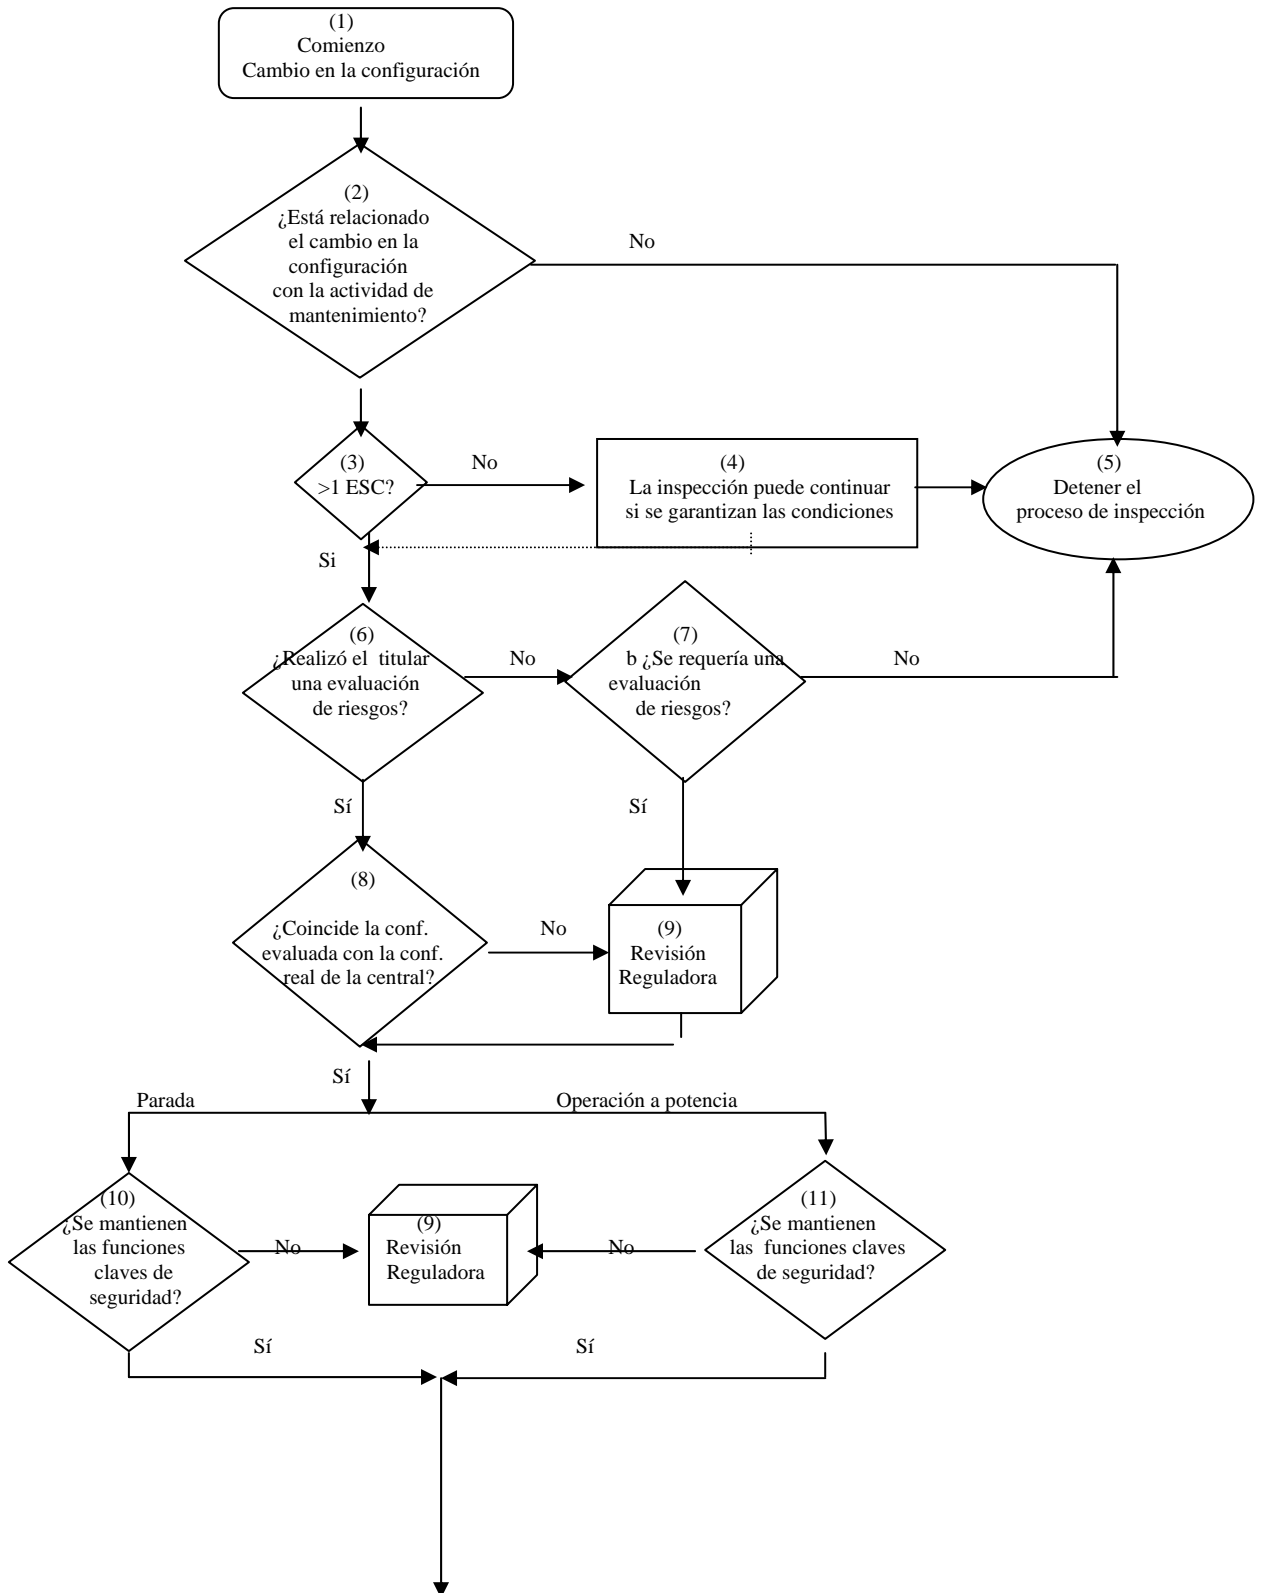 (1)
Comienzo
Cambio en la configuración
(2)
¿Está relacionado
el cambio en la
configuración
con la actividad de
mantenimiento?
No
(3)
>1 ESC?
No
(4)
La inspección puede continuar
si se garantizan las condiciones
(5)
Detener el
proceso de inspección
Si
(6)
¿Realizó el titular
una evaluación
de riesgos?
No
(7)
b ¿Se requería una
evaluación
de riesgos?
No
Sí
Sí
(8)
¿Coincide la conf.
evaluada con la conf.
real de la central?
No
(9)
Revisión
Reguladora
Sí
Parada
Operación a potencia
(10)
¿Se mantienen
las funciones
claves de
seguridad?
No
(9)
Revisión
Reguladora
No
(11)
¿Se mantienen
las funciones claves
de seguridad?
Sí
Sí